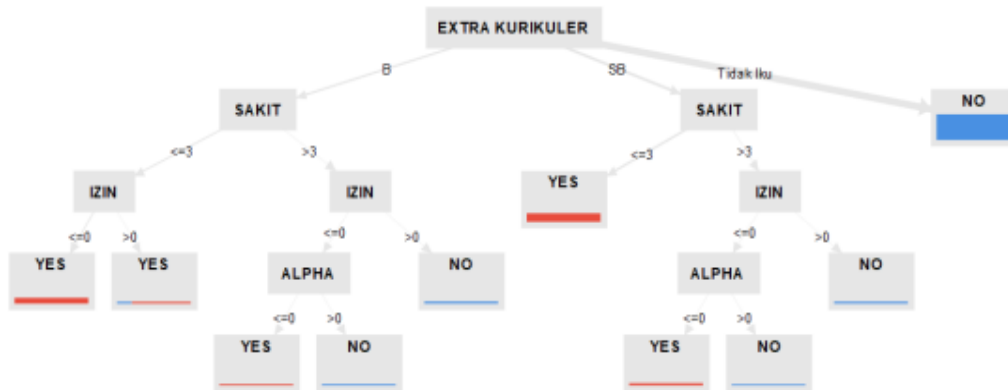 EXTRA KURIKULER
B
SB
Tidak Iku
NO
SAKIT
SAKIT
<=3
>3
<=3
>3
IZIN
IZIN
YES
IZIN
<=0
>0
<=0
>0
<=0
>0
YES
YES
ALPHA
NO
ALPHA
NO
<=0
>0
<=0
>0
YES
NO
YES
NO